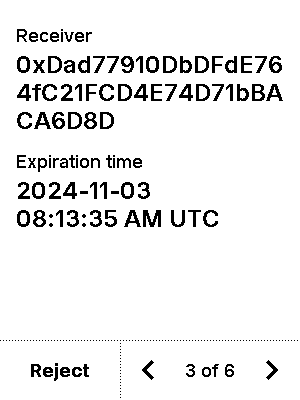 Receiver
0xDad77910DbDFdE76
4fC21FCD4E74D71bBA
CA6D8D
Expiration time
2024-11-03
08:13:35 AM UTC
Reject
3 of 6